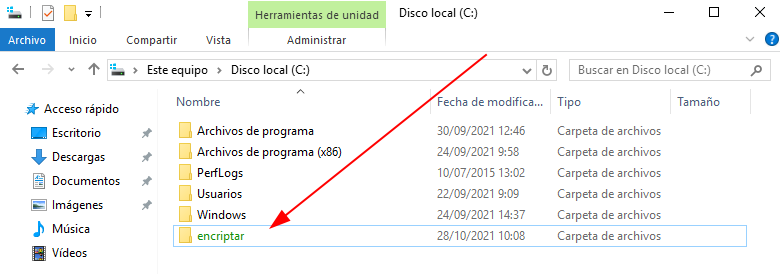 Herramientas de unidad Disco local (C:)
Archivo Inicio Compartir Vista Administrar
Este equipo Disco local (C:) Buscar en Disco local (C:)
Nombre Fecha de modifica... Tipo Tamaño
Acceso rápido
Escritorio
Descargas
Documentos
Imágenes
Música
Vídeos
Archivos de programa 30/09/2021 12:46 Carpeta de archivos
Archivos de programa (x86) 24/09/2021 9:58 Carpeta de archivos
PerfLogs 10/07/2015 13:02 Carpeta de archivos
Usuarios 22/09/2021 9:09 Carpeta de archivos
Windows 24/09/2021 14:37 Carpeta de archivos
encriptar 28/10/2021 10:08 Carpeta de archivos